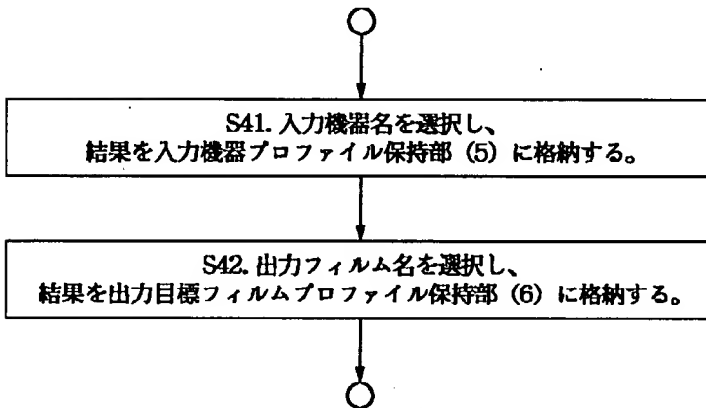 S41. 入力機器名を選択し、
結果を入力機器プロファイル保持部 (5) に格納する。
S42. 出力フィルム名を選択し、
結果を出力目標フィルムプロファイル保持部 (6) に格納する。